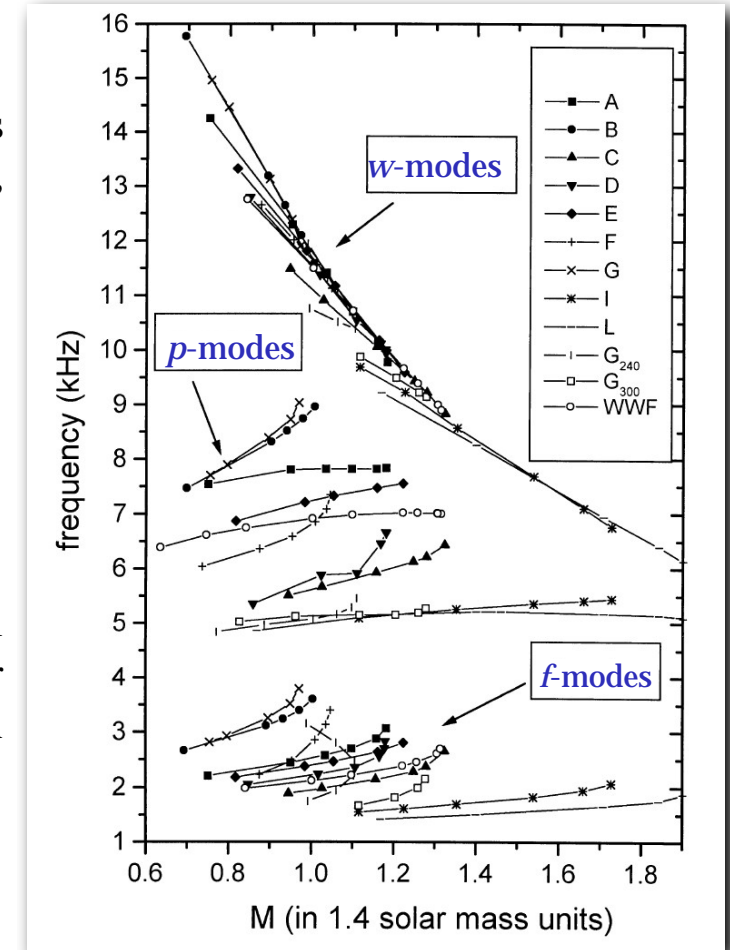 16
15
14
13
12
11
10
9
8
7
6
5
4
3
2
1
frequency (kHz)
w-modes
p-modes
f-modes
A
B
C
D
E
F
G
I
L
G240
G300
WWF
0.6 0.8 1.0 1.2 1.4 1.6 1.8
M (in 1.4 solar mass units)